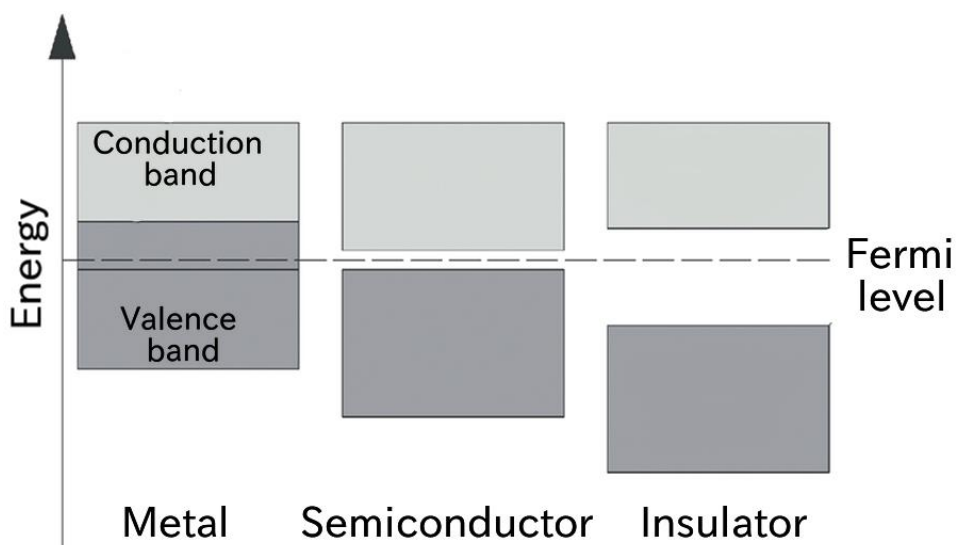 Conduction
band
Energy
Fermi
level
Valence
band
Metal
Semiconductor
Insulator